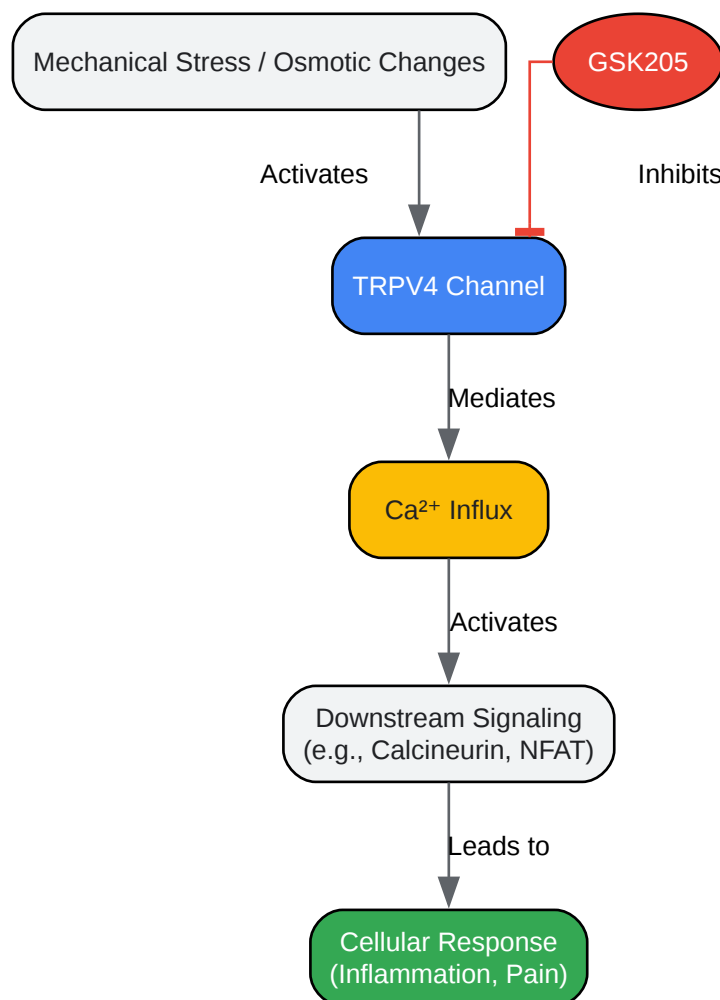 Mechanical Stress / Osmotic Changes
GSK205
Activates
Inhibits
TRPV4 Channel
Mediates
Ca²⁺ Influx
Activates
Downstream Signaling
(e.g., Calcineurin, NFAT)
Leads to
Cellular Response
(Inflammation, Pain)